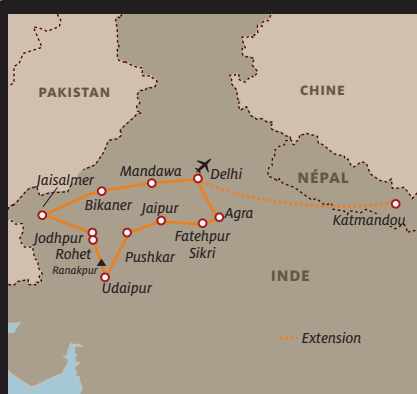 PAKISTAN
CHINE
NÉPAL
Jaisalmer
Mandawa
Delhi
Bikaner
Jaipur
Agra
Katmandou
Jodhpur
Rohet
Ranakpur
Pushkar
Fatehpur
Sikri
Udaipur
INDE
Extension